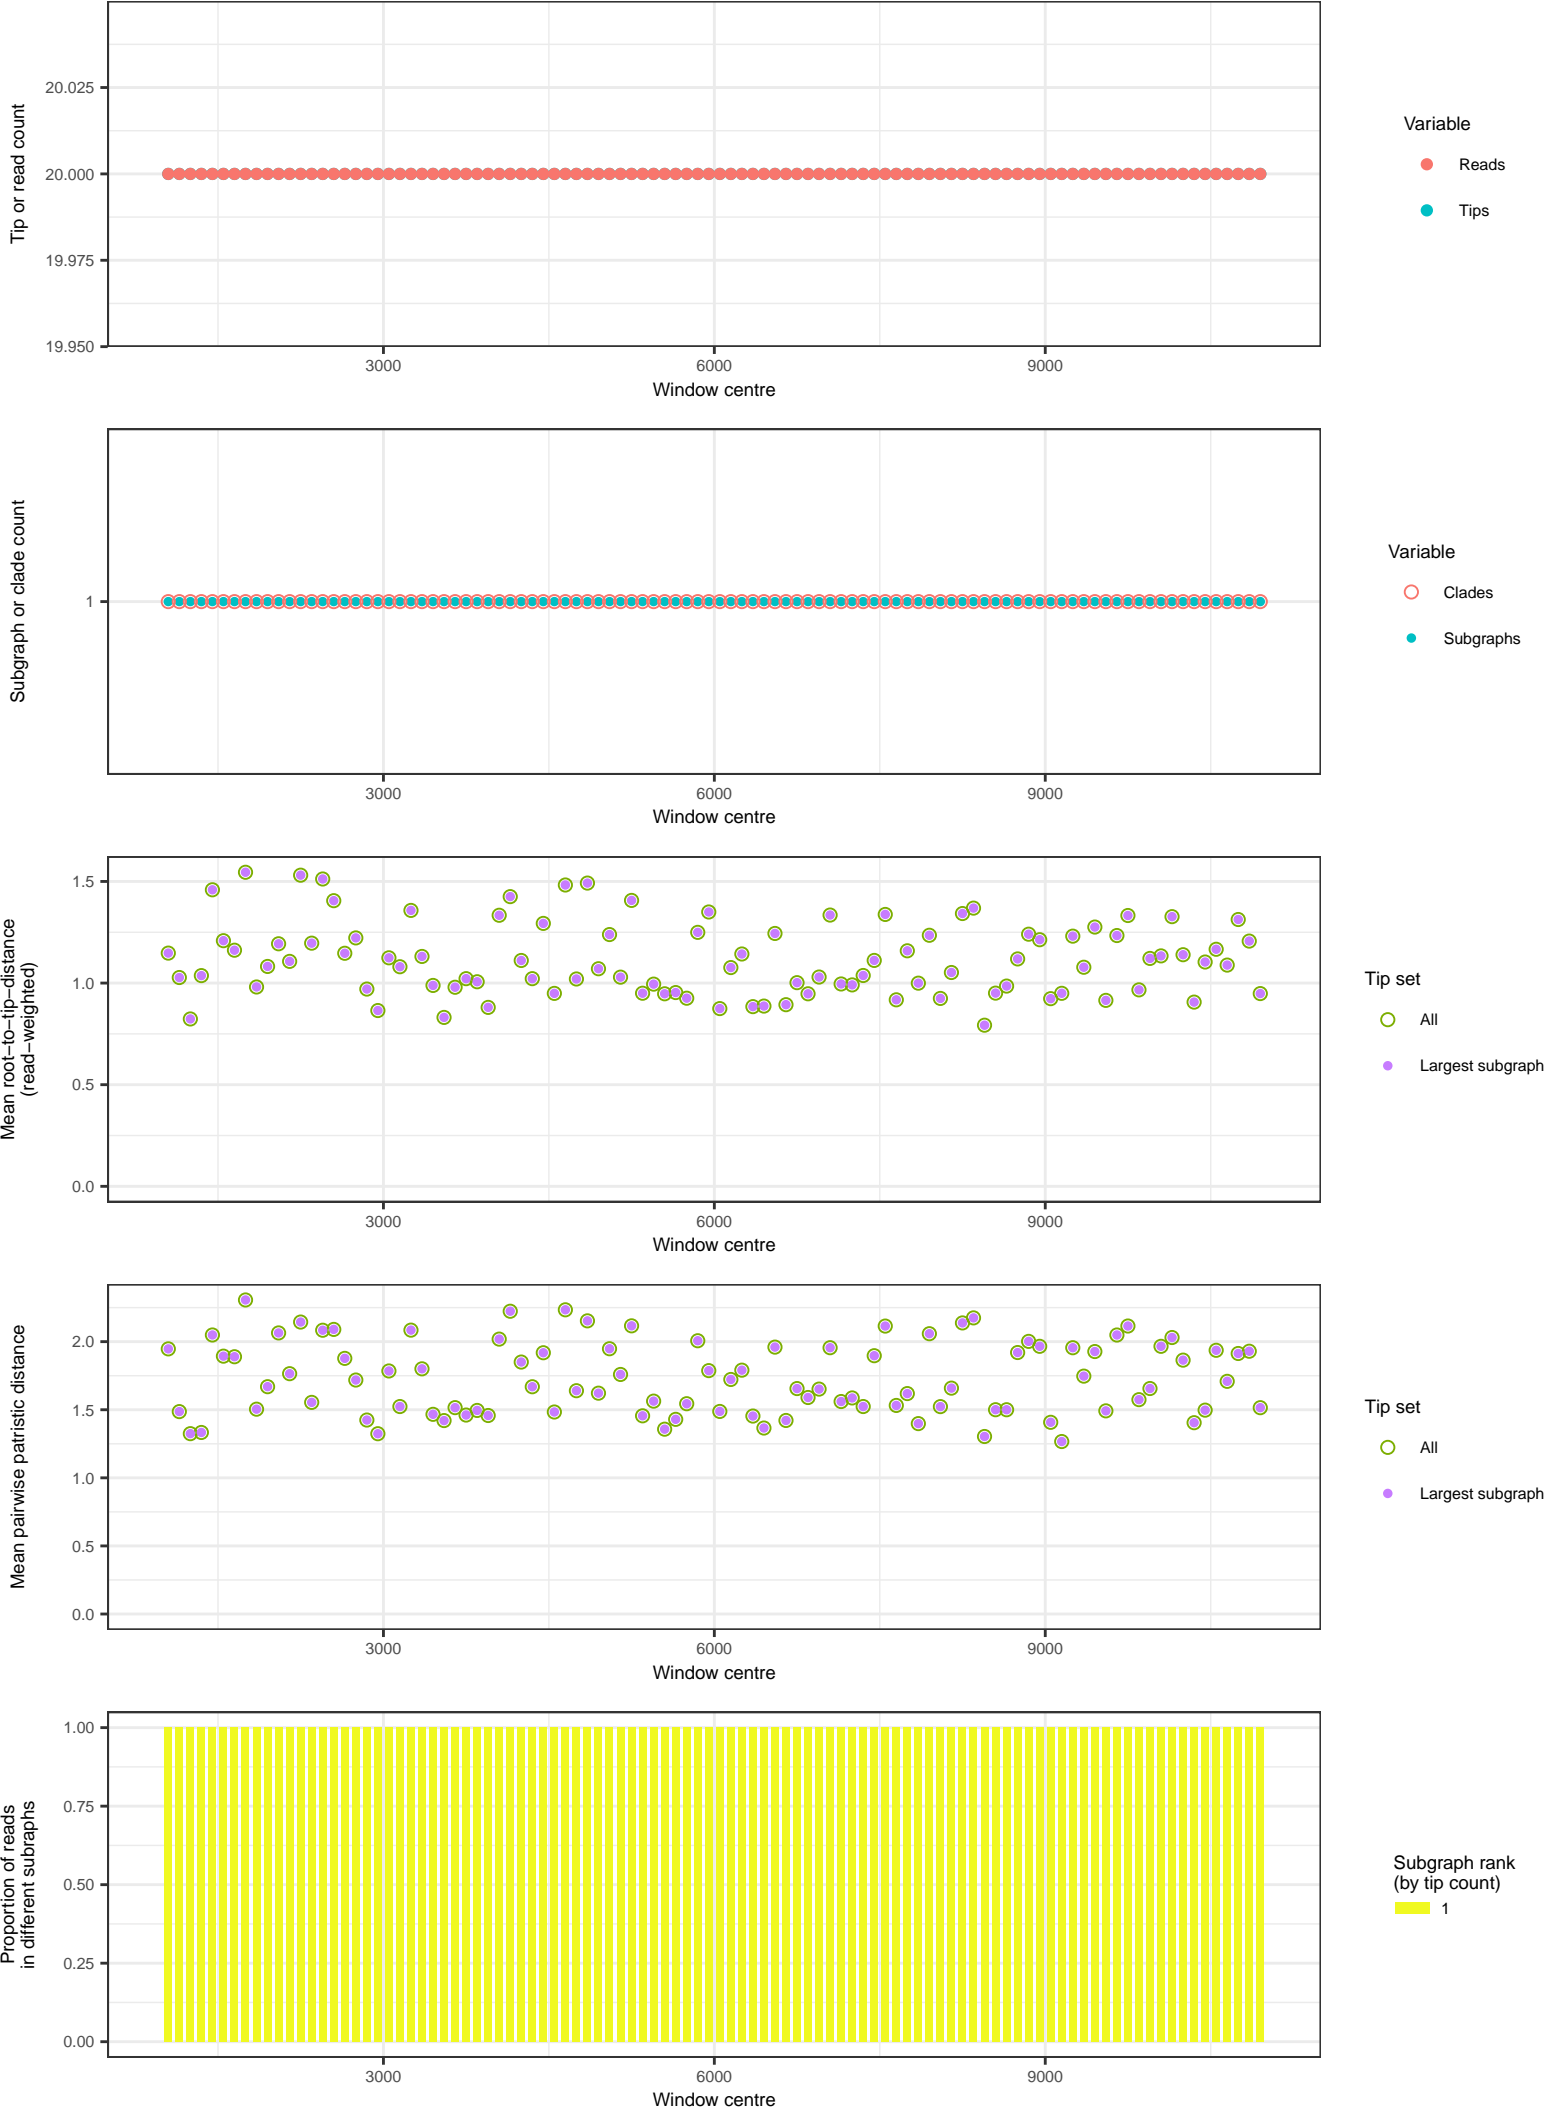 20.025
20.000
19.975
19.950
Tip or read count
3000 6000 9000
Window centre
Variable
Reads
Tips
1
Subgraph or clade count
3000 6000 9000
Window centre
Variable
Clades
Subgraphs
1.5
1.0
0.5
0.0
Mean root−to−tip−distance
(read−weighted)
3000 6000 9000
Window centre
Tip set
All
Largest subgraph
2.0
1.5
1.0
0.5
0.0
Mean pairwise patristic distance
3000 6000 9000
Window centre
Tip set
All
Largest subgraph
1.00
0.75
0.50
0.25
0.00
Proportion of reads
in different subraphs
3000 6000 9000
Window centre
Subgraph rank
(by tip count)
1